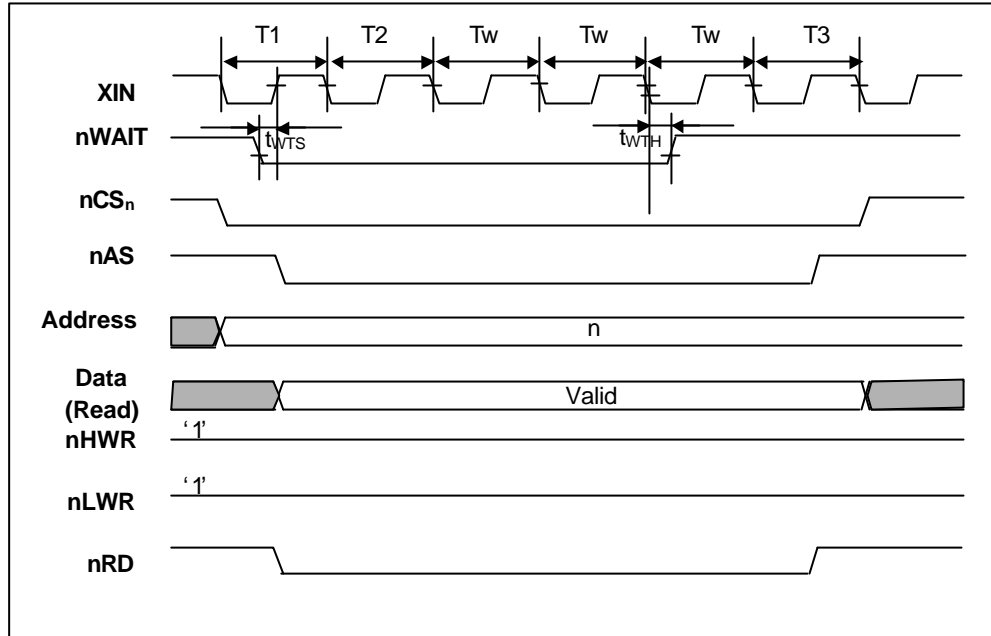 T1 T2 Tw Tw Tw T3
XIN
nWAIT
tWTS tWTH
nCSn
nAS
Address n
Data
(Read) Valid
nHWR ‘1’
nLWR ‘1’
nRD